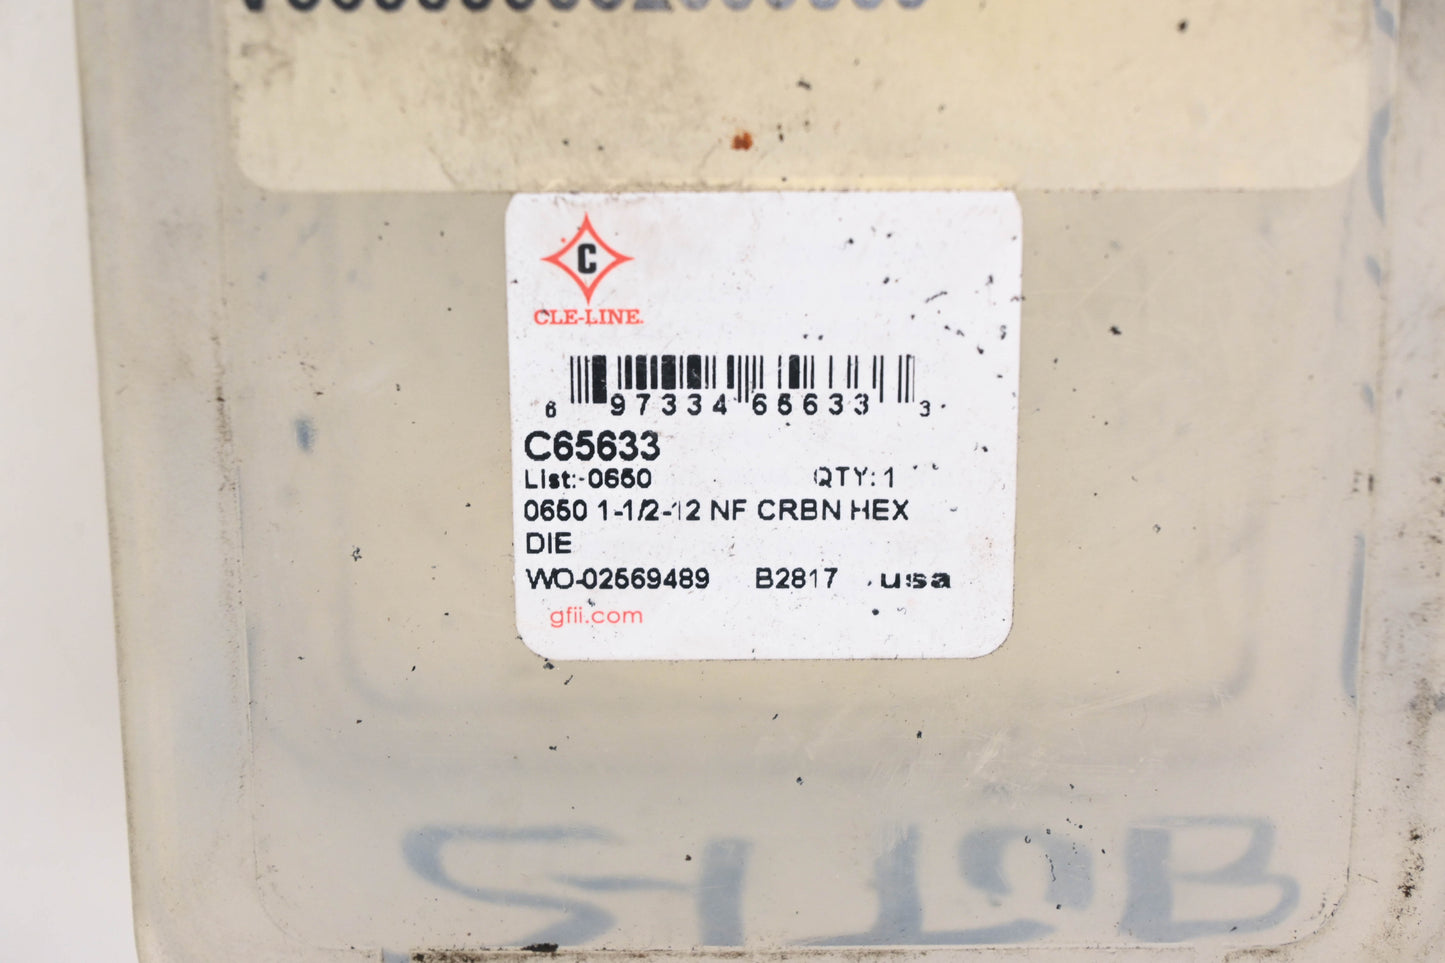 C
CLE-LINE.
6 97334 65633 3
C65633
List: 0650 QTY: 1
0650 1-1/2-12 NF CRBN HEX
DIE
WO-02569489 B2817 usa
gfii.com